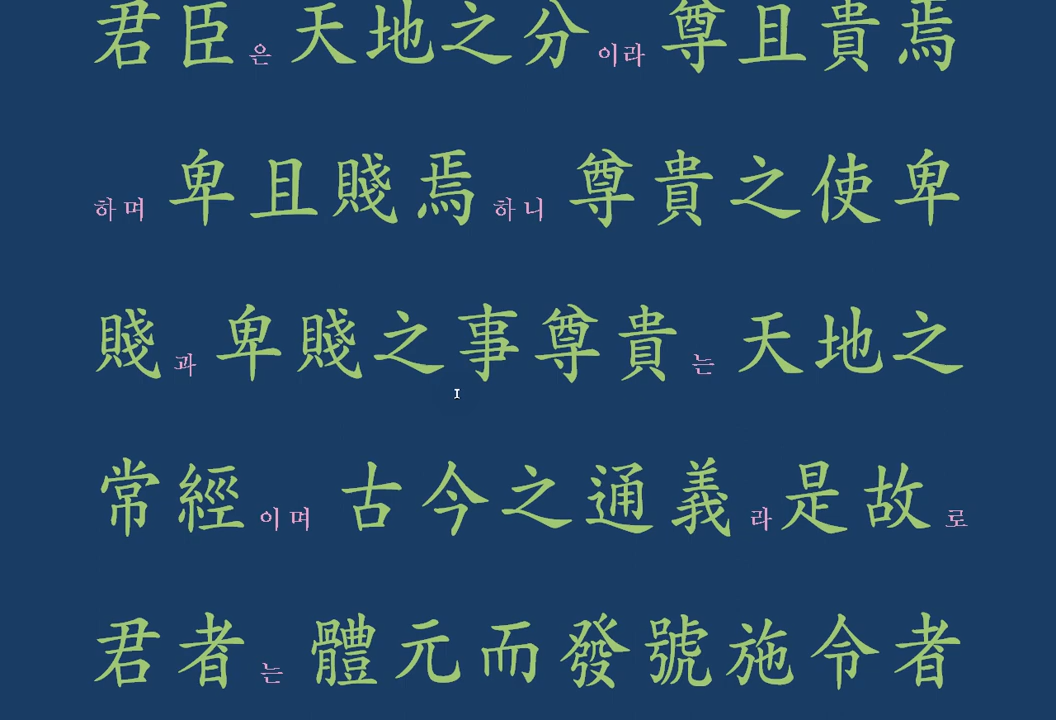 君臣은 天地之分이라 尊且貴焉
하며 卑且賤焉하니 尊貴之使卑
賤과 卑賤之事尊貴는 天地之
常經이며 古今之通義라 是故로
君者는 體元而發號施令者